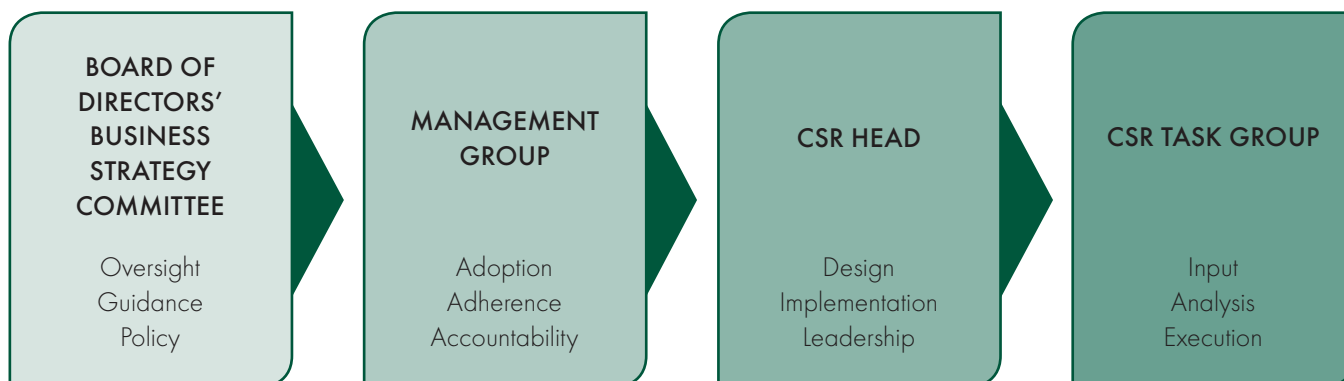 BOARD OF
DIRECTORS’
BUSINESS
STRATEGY
COMMITTEE
Oversight
Guidance
Policy
MANAGEMENT
GROUP
Adoption
Adherence
Accountability
CSR HEAD
Design
Implementation
Leadership
CSR TASK GROUP
Input
Analysis
Execution